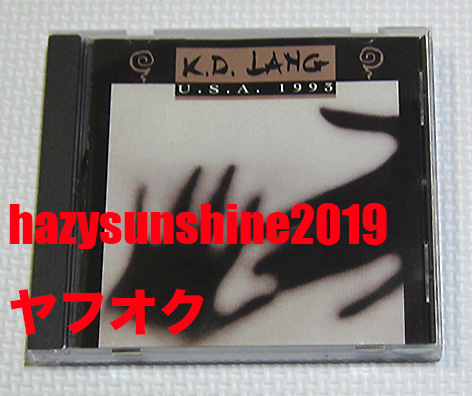 K.D. LANG
U.S.A. 1993
hazysunshine2019
ヤフオク